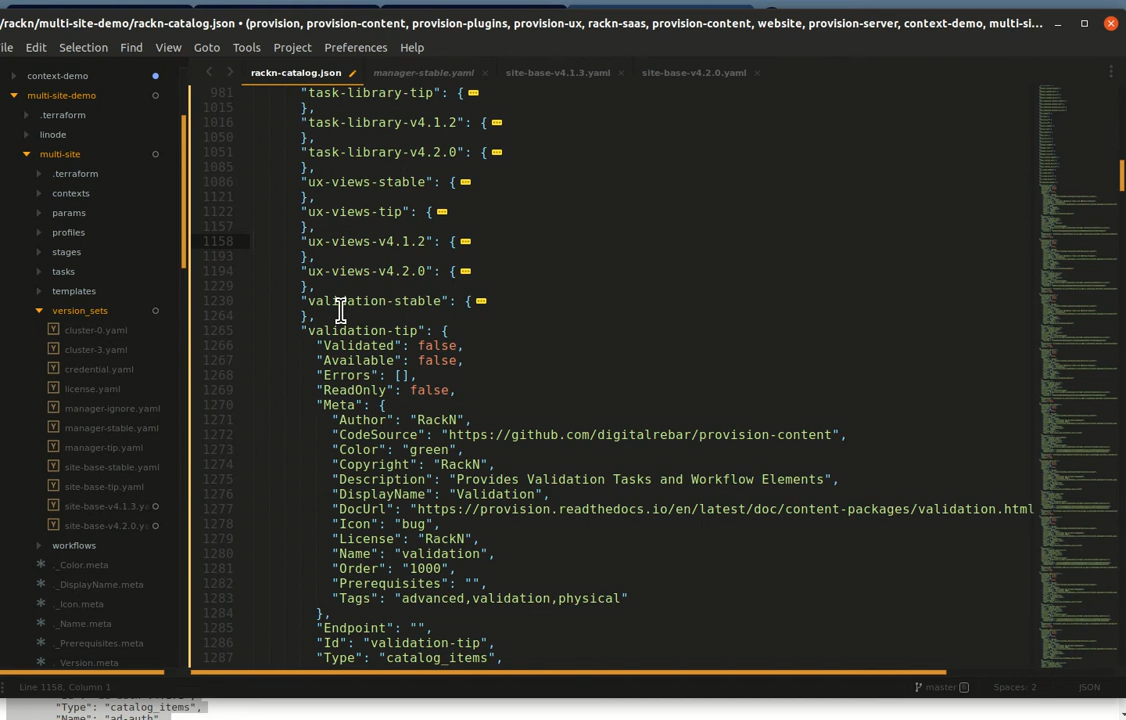 /rackn/multi-site-demo/rackn-catalog.json • (provision, provision-content, provision-plugins, provision-ux, rackn-saas, provision-content, website, provision-server, context-demo, multi-si...
ile Edit Selection Find View Goto Tools Project Preferences Help
rackn-catalog.json manager-stable.yaml site-base-v4.1.3.yaml site-base-v4.2.0.yaml
context-demo
multi-site-demo
.terraform
linode
multi-site
.terraform
contexts
params
profiles
stages
tasks
templates
version_sets
cluster-0.yaml
cluster-3.yaml
credential.yaml
license.yaml
manager-ignore.yaml
manager-stable.yaml
manager-tip.yaml
site-base-stable.yaml
site-base-tip.yaml
site-base-v4.1.3.y
site-base-v4.2.0.y
workflows
._Color.meta
._DisplayName.meta
._Icon.meta
._Name.meta
._Prerequisites.meta
._Version.meta
981 "task-library-tip": {
1015 },
1016 "task-library-v4.1.2": {
1050 },
1051 "task-library-v4.2.0": {
1085 },
1086 "ux-views-stable": {
1121 },
1122 "ux-views-tip": {
1157 },
1158 "ux-views-v4.1.2": {
1193 },
1194 "ux-views-v4.2.0": {
1229 },
1230 "validation-stable": {
1264 },
1265 "validation-tip": {
1266 "Validated": false,
1267 "Available": false,
1268 "Errors": [],
1269 "ReadOnly": false,
1270 "Meta": {
1271 "Author": "RackN",
1272 "CodeSource": "https://github.com/digitalrebar/provision-content",
1273 "Color": "green",
1274 "Copyright": "RackN",
1275 "Description": "Provides Validation Tasks and Workflow Elements",
1276 "DisplayName": "Validation",
1277 "DocUrl": "https://provision.readthedocs.io/en/latest/doc/content-packages/validation.html
1278 "Icon": "bug",
1279 "License": "RackN",
1280 "Name": "validation",
1281 "Order": "1000",
1282 "Prerequisites": "",
1283 "Tags": "advanced,validation,physical"
1284 },
1285 "Endpoint": "",
1286 "Id": "validation-tip",
1287 "Type": "catalog_items",
Line 1158, Column 1 master 6 Spaces: 2 JSON
"Type": "catalog_items",
"Name": "ad-auth"